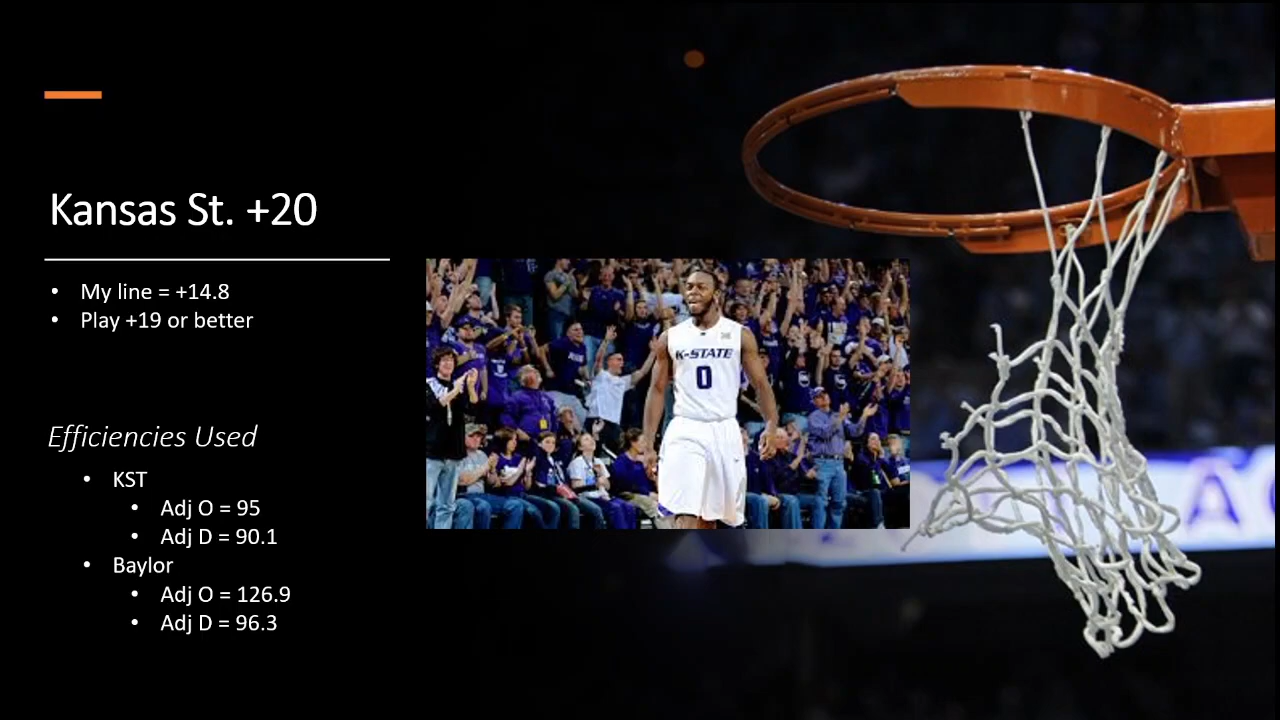 Kansas St. +20
• My line = +14.8
• Play +19 or better
Efficiencies Used
• KST
• Adj O = 95
• Adj D = 90.1
• Baylor
• Adj O = 126.9
• Adj D = 96.3
K-STATE
0